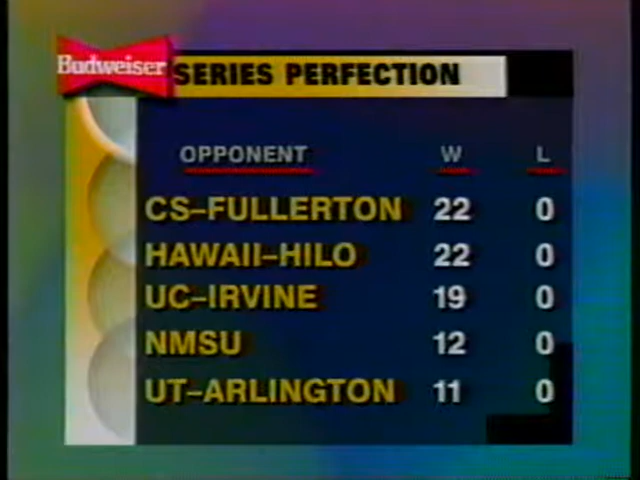 Budweiser SERIES PERFECTION
OPPONENT W L
CS-FULLERTON 22 0
HAWAII-HILO 22 0
UC-IRVINE 19 0
NMSU 12 0
UT-ARLINGTON 11 0